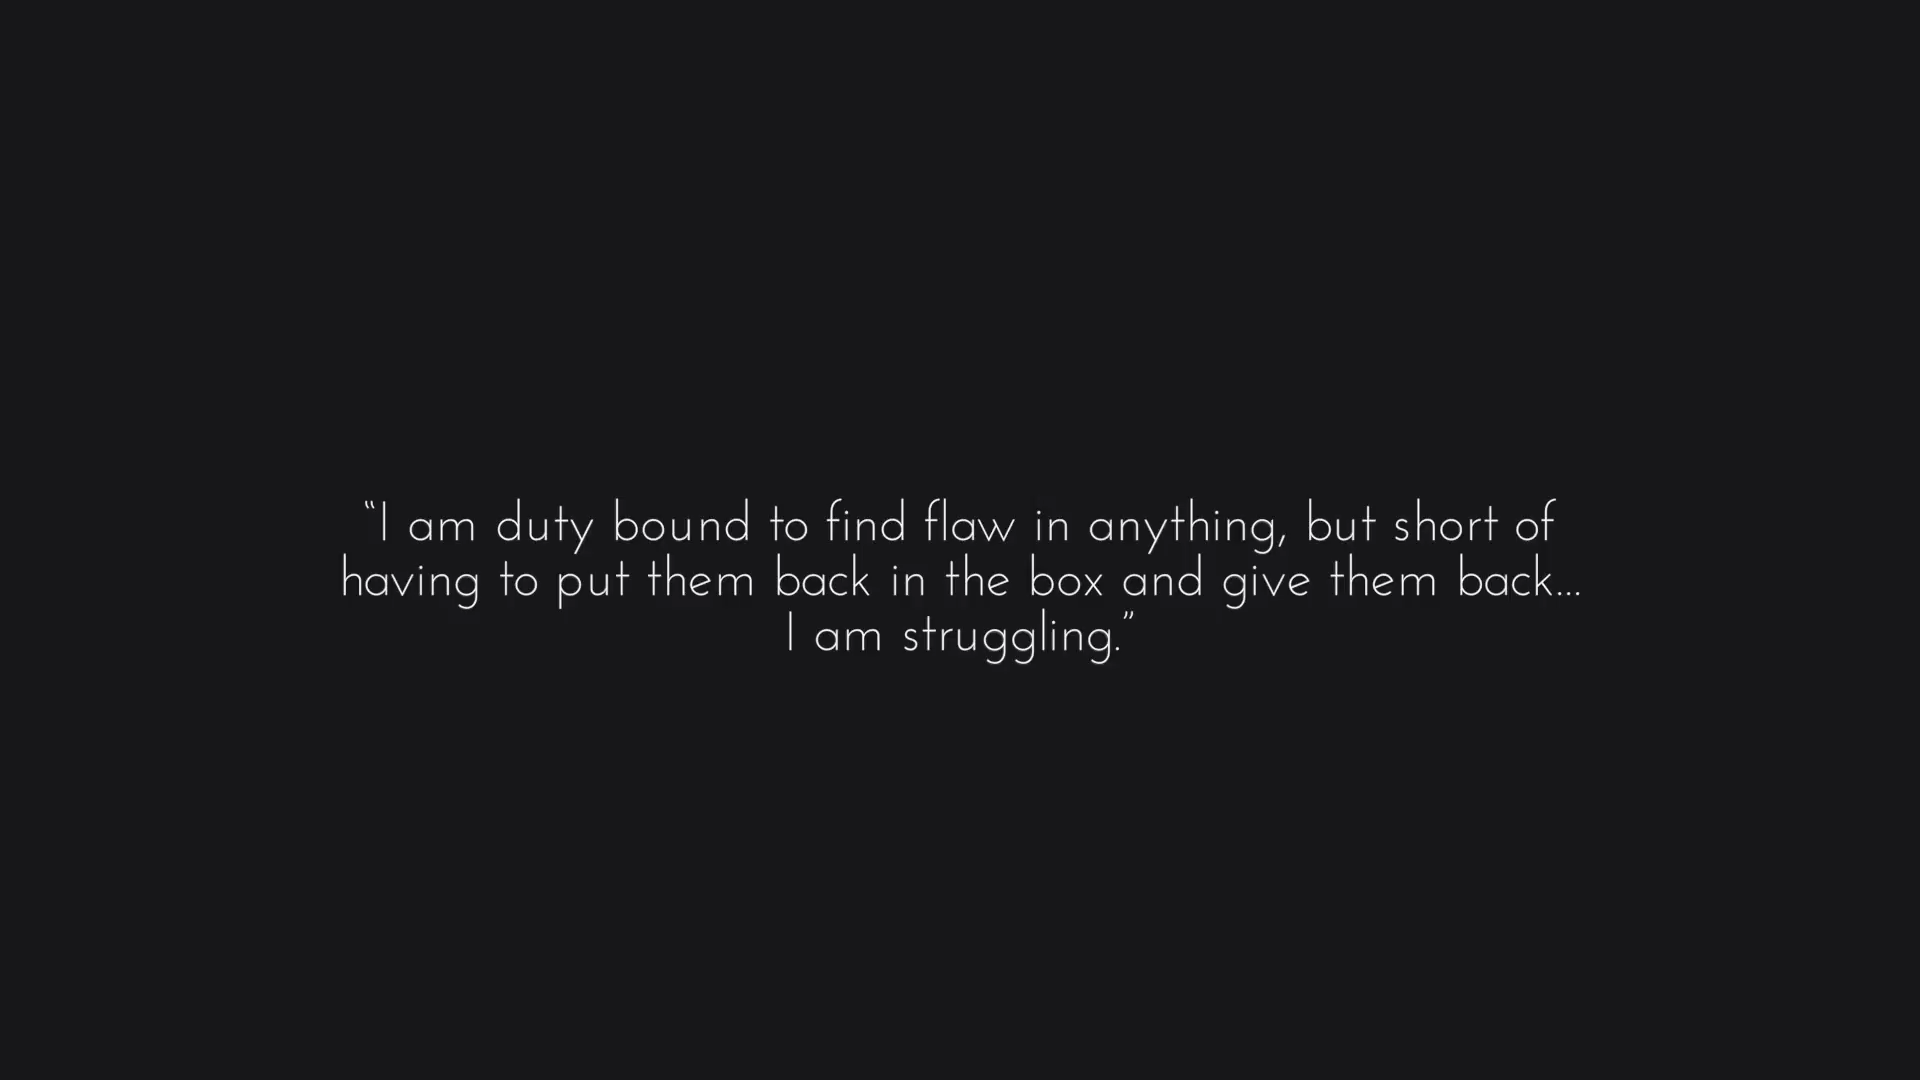 “I am duty bound to find flaw in anything, but short of
having to put them back in the box and give them back...
I am struggling.”